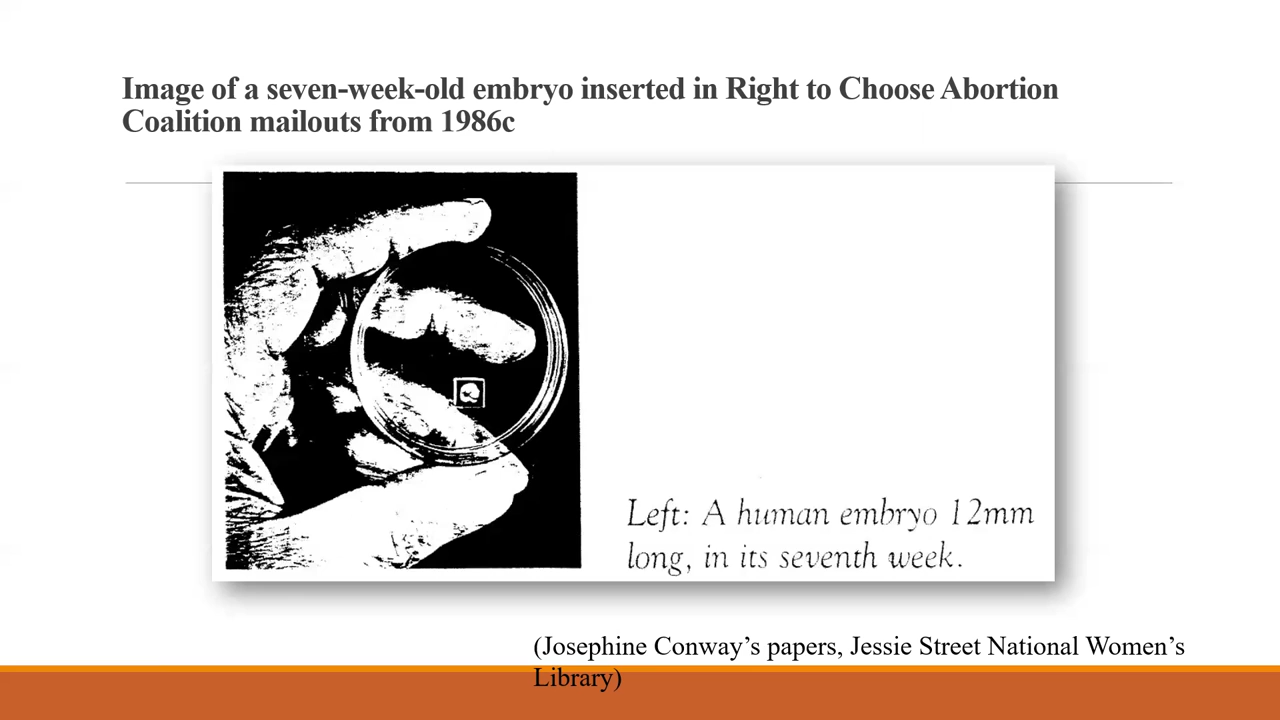 Image of a seven-week-old embryo inserted in Right to Choose Abortion
Coalition mailouts from 1986c
Left: A human embryo 12mm
long, in its seventh week.
(Josephine Conway’s papers, Jessie Street National Women’s
Library)